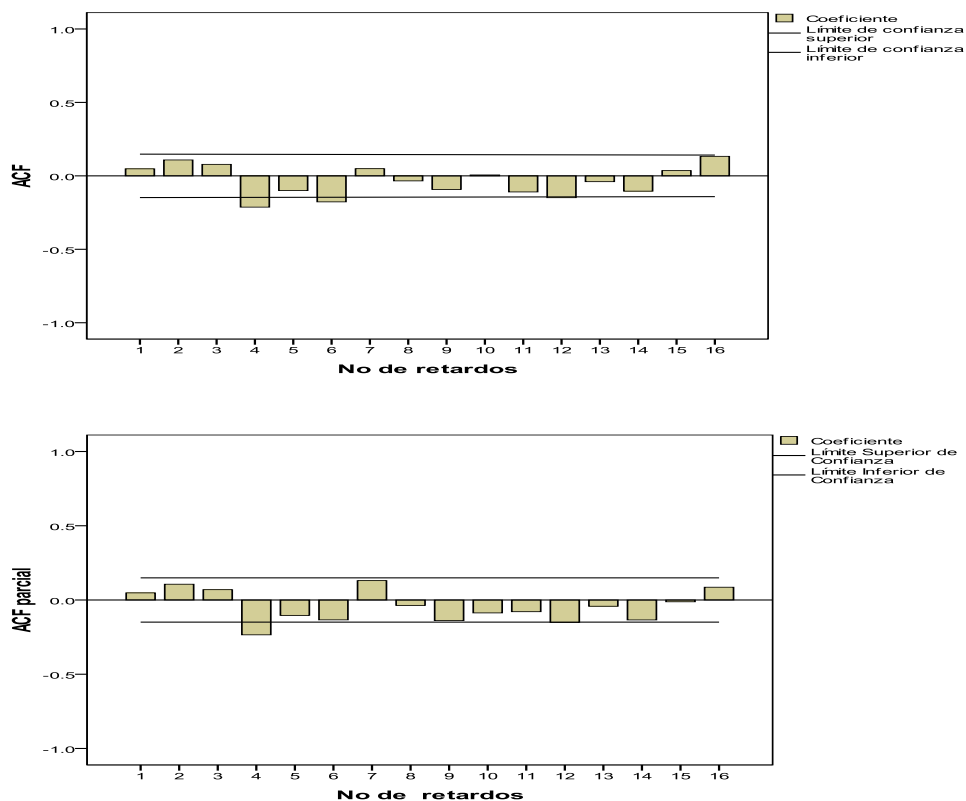 1.0
0.5
0.0
-0.5
-1.0
ACF
1 2 3 4 5 6 7 8 9 10 11 12 13 14 15 16
No de retardos
Coeficiente
Límite de confianza
superior
Límite de confianza
inferior
1.0
0.5
0.0
-0.5
-1.0
ACF parcial
1 2 3 4 5 6 7 8 9 10 11 12 13 14 15 16
No de retardos
Coeficiente
Límite Superior de
Confianza
Límite Inferior de
Confianza